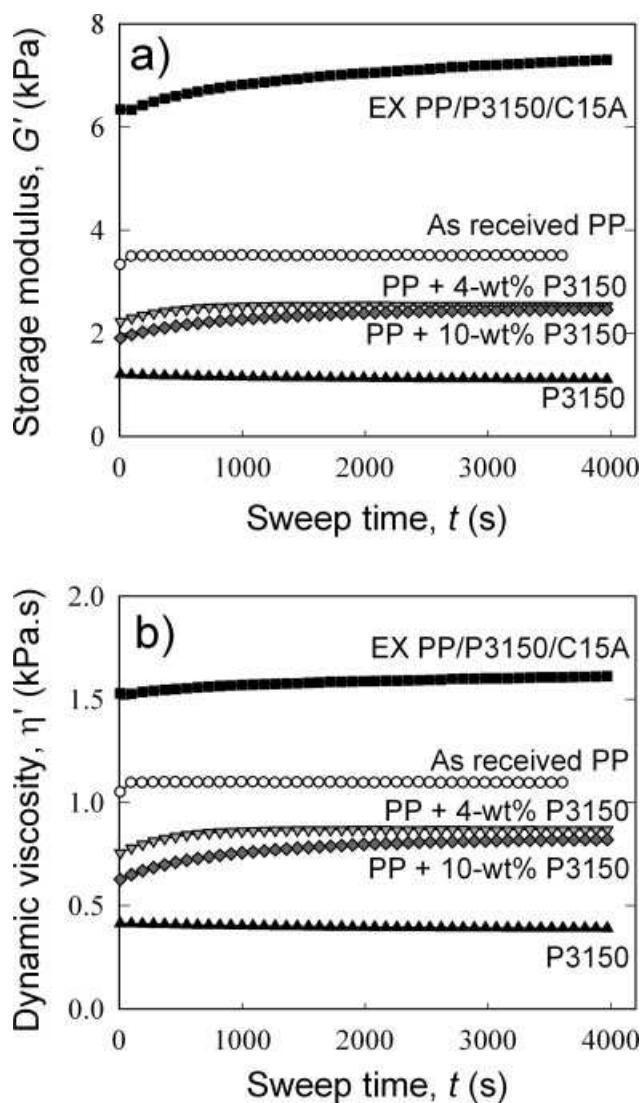 a)
Storage modulus, G' (kPa)
8
6
4
2
0
EX PP/P3150/C15A
As received PP
PP + 4-wt% P3150
PP + 10-wt% P3150
P3150
0 1000 2000 3000 4000
Sweep time, t (s)
b)
Dynamic viscosity, η' (kPa.s)
2.0
1.5
1.0
0.5
0.0
EX PP/P3150/C15A
As received PP
PP + 4-wt% P3150
PP + 10-wt% P3150
P3150
0 1000 2000 3000 4000
Sweep time, t (s)